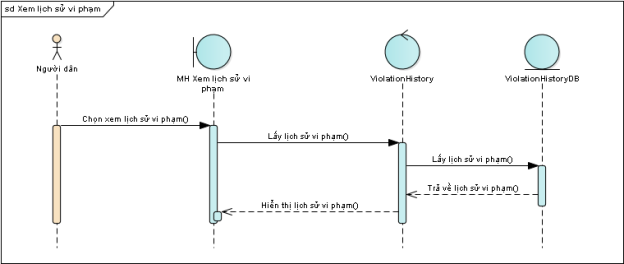 sd Xem lịch sử vi phạm
Người dân
MH Xem lịch sử vi
phạm
ViolationHistory
ViolationHistoryDB
Chọn xem lịch sử vi phạm()
Lấy lịch sử vi phạm()
Lấy lịch sử vi phạm()
Trả về lịch sử vi phạm()
Hiển thị lịch sử vi phạm()